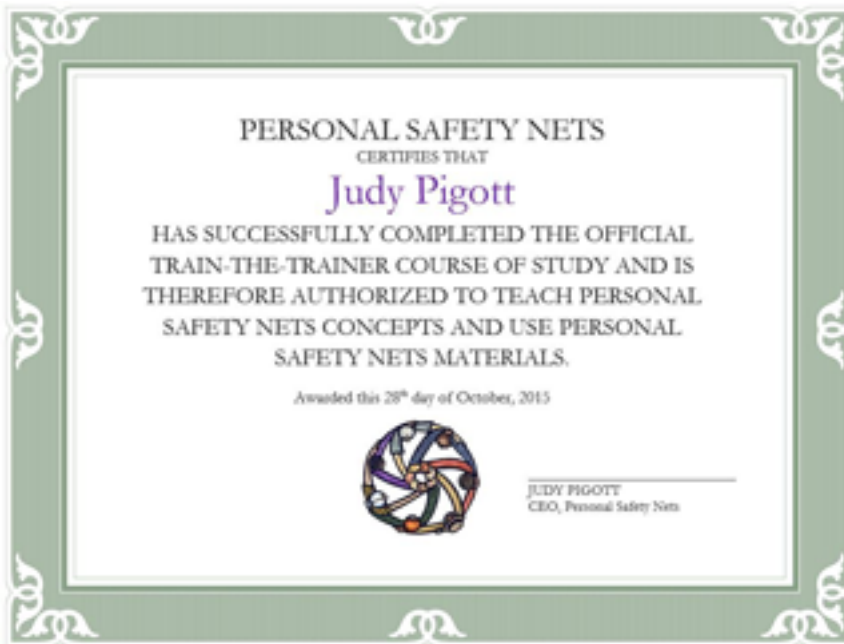 PERSONAL SAFETY NETS
CERTIFIES THAT
Judy Pigott
HAS SUCCESSFULLY COMPLETED THE OFFICIAL
TRAIN-THE-TRAINER COURSE OF STUDY AND IS
THEREFORE AUTHORIZED TO TEACH PERSONAL
SAFETY NETS CONCEPTS AND USE PERSONAL
SAFETY NETS MATERIALS.
Awarded this 28th day of October, 2015
JUDY PIGOTT
CEO, Personal Safety Nets